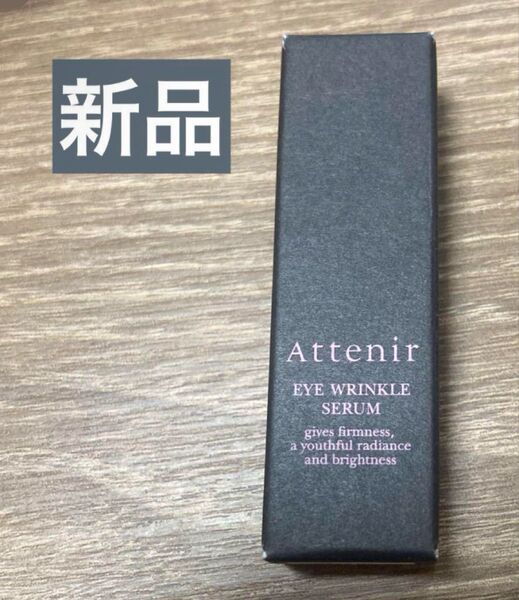 新品
Attenir
EYE WRINKLE
SERUM
gives firmness,
a youthful radiance
and brightness